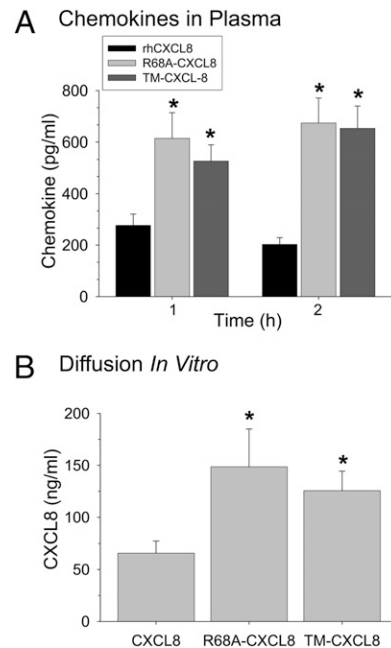 A Chemokines in Plasma
rhCXCL8
R68A-CXCL8
TM-CXCL-8
800
600
400
200
0
Chemokine (pg/ml)
* *
* *
1 2
Time (h)
B Diffusion In Vitro
200
150
100
50
0
CXCL8 (ng/ml)
*
*
CXCL8 R68A-CXCL8 TM-CXCL8